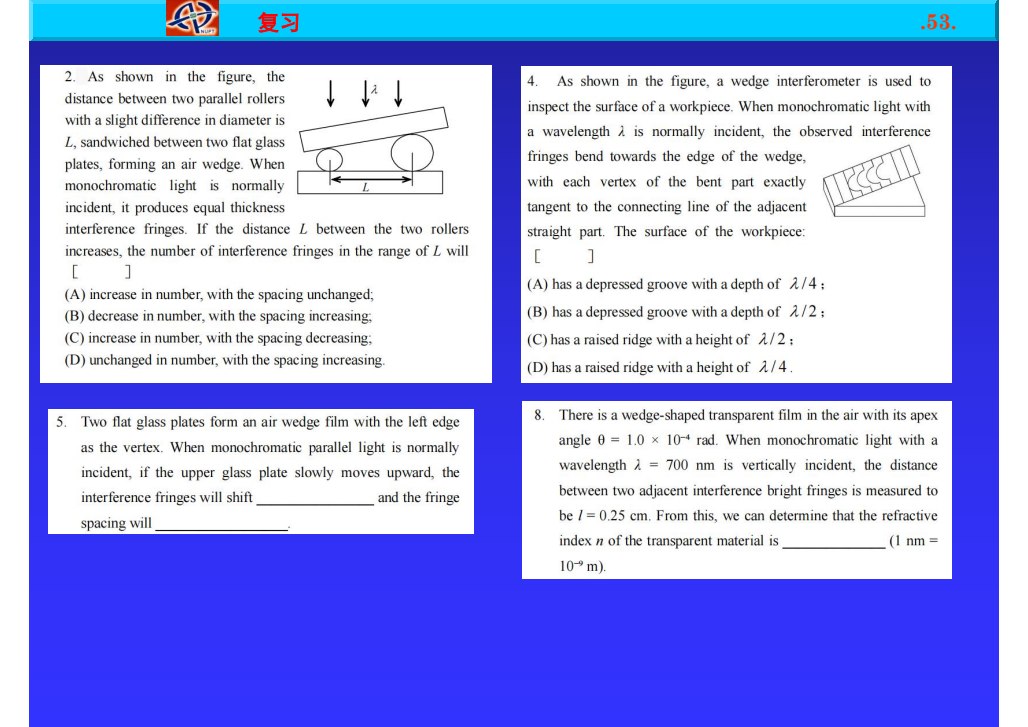 复习
.53.
NUPT
2. As shown in the figure, the
distance between two parallel rollers
with a slight difference in diameter is
L, sandwiched between two flat glass
plates, forming an air wedge. When
monochromatic light is normally
incident, it produces equal thickness
interference fringes. If the distance L between the two rollers
increases, the number of interference fringes in the range of L will
[ ]
(A) increase in number, with the spacing unchanged;
(B) decrease in number, with the spacing increasing;
(C) increase in number, with the spacing decreasing;
(D) unchanged in number, with the spacing increasing.
λ
L
4. As shown in the figure, a wedge interferometer is used to
inspect the surface of a workpiece. When monochromatic light with
a wavelength λ is normally incident, the observed interference
fringes bend towards the edge of the wedge,
with each vertex of the bent part exactly
tangent to the connecting line of the adjacent
straight part. The surface of the workpiece:
[ ]
(A) has a depressed groove with a depth of λ/4 ;
(B) has a depressed groove with a depth of λ/2 ;
(C) has a raised ridge with a height of λ/2 ;
(D) has a raised ridge with a height of λ/4 .
5. Two flat glass plates form an air wedge film with the left edge
as the vertex. When monochromatic parallel light is normally
incident, if the upper glass plate slowly moves upward, the
interference fringes will shift ________________ and the fringe
spacing will __________________.
8. There is a wedge-shaped transparent film in the air with its apex
angle θ = 1.0 × 10⁻⁴ rad. When monochromatic light with a
wavelength λ = 700 nm is vertically incident, the distance
between two adjacent interference bright fringes is measured to
be l = 0.25 cm. From this, we can determine that the refractive
index n of the transparent material is ______________ (1 nm =
10⁻⁹ m).